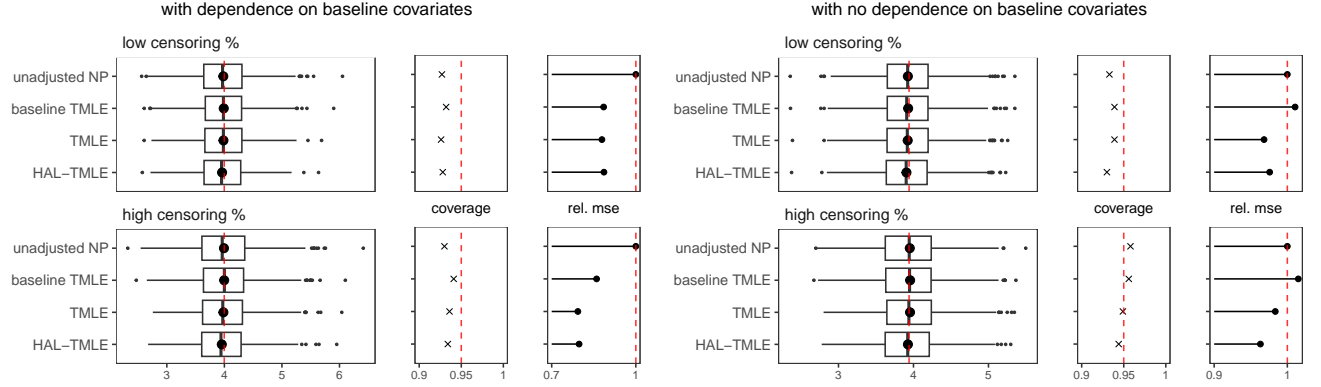 with dependence on baseline covariates
low censoring %
unadjusted NP
baseline TMLE
TMLE
HAL−TMLE
high censoring %
coverage
rel. mse
unadjusted NP
baseline TMLE
TMLE
HAL−TMLE
3 4 5 6
0.9 0.95 1
0.7 1
with no dependence on baseline covariates
low censoring %
unadjusted NP
baseline TMLE
TMLE
HAL−TMLE
high censoring %
coverage
rel. mse
unadjusted NP
baseline TMLE
TMLE
HAL−TMLE
3 4 5
0.9 0.95 1
0.9 1